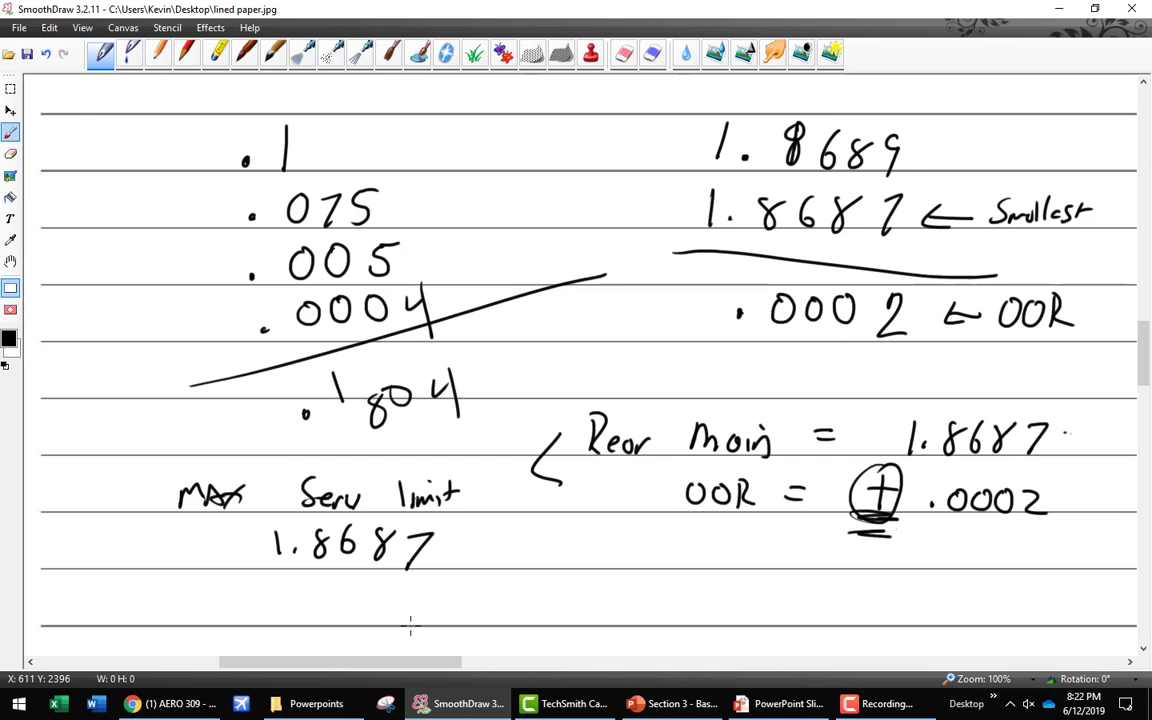 SmoothDraw 3.2.11 - C:\Users\Kevin\Desktop\lined paper.jpg
File Edit View Canvas Stencil Effects Help
.1
.075
.005
.0004
.1804
MAX Serv limit
1.8687
1.8689
1.8687 ← Smallest
.0002 ← OOR
Rear Main = 1.8687
OOR = + .0002
X: 611 Y: 2396 W: 0 H: 0 Zoom: 100% Rotation: 0°
(1) AERO 309 - ... Powerpoints SmoothDraw 3.... TechSmith Ca... Section 3 - Bas... PowerPoint Sli... Recording... Desktop 8:22 PM
6/12/2019